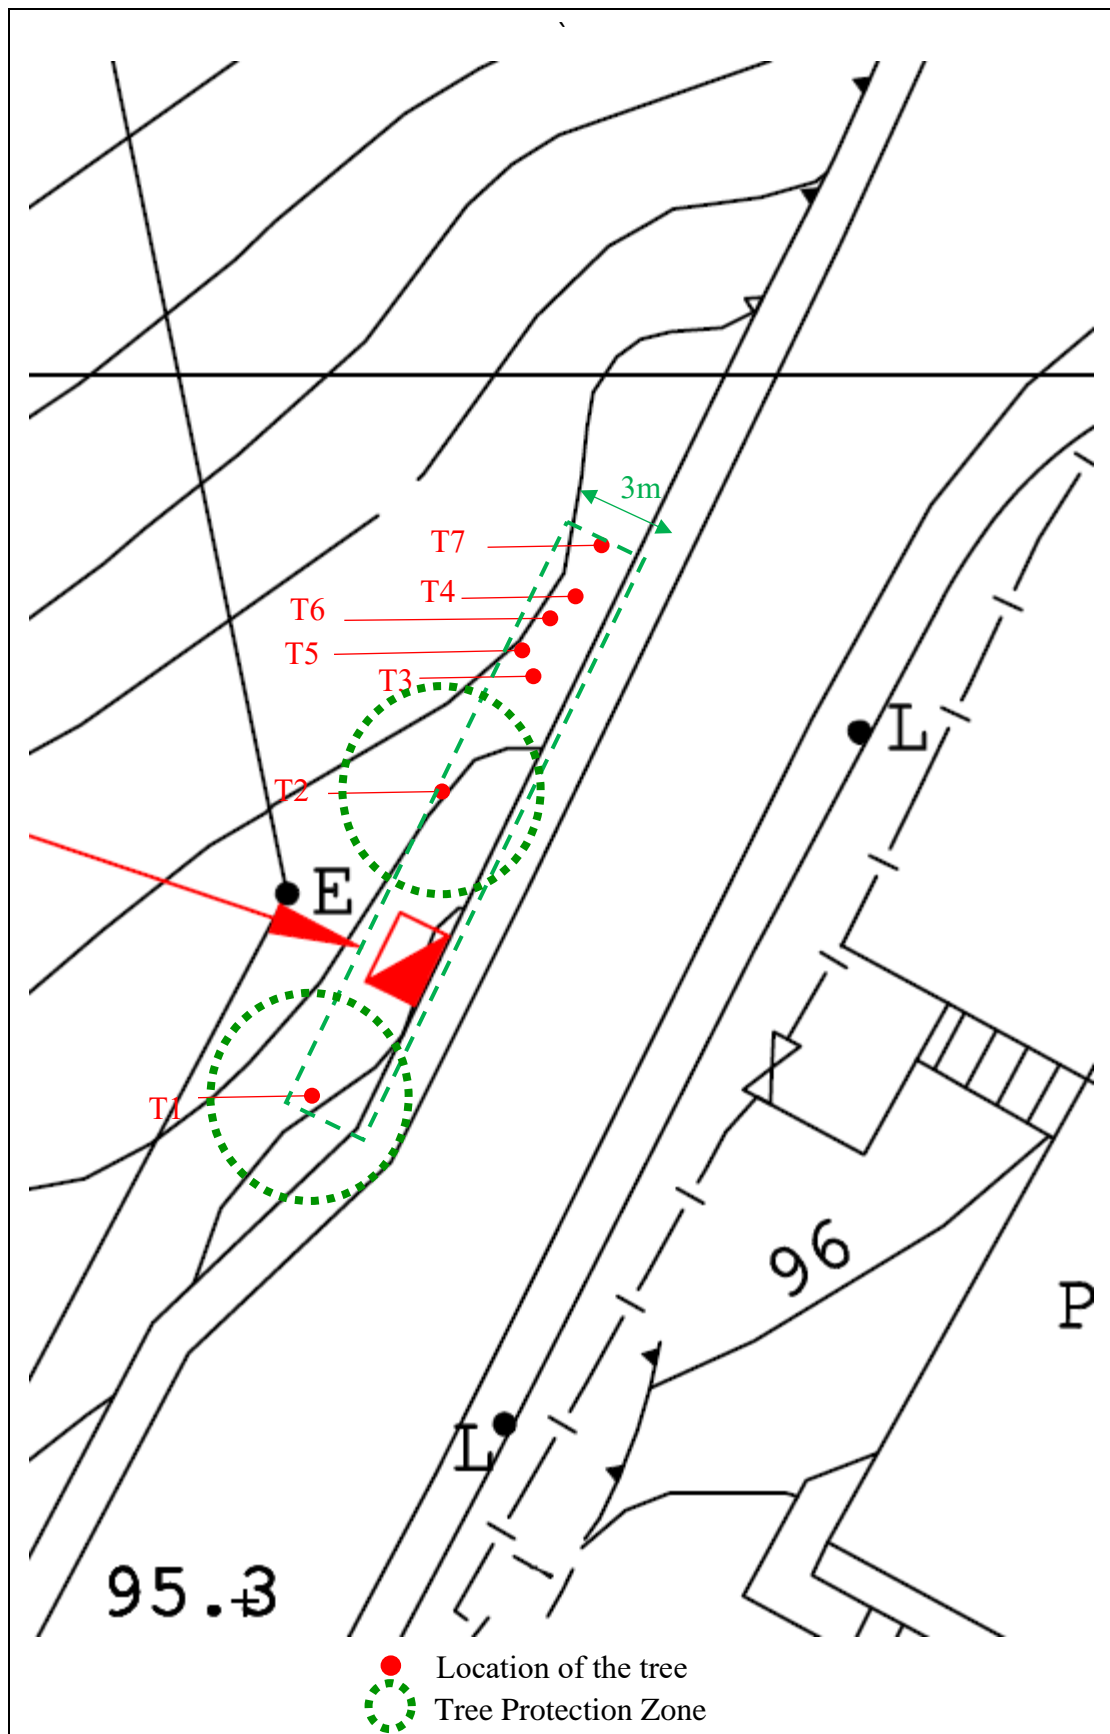 `
3m
T7
T4
T6
T5
T3
L
T2
E
T1
96
P
L
95.3
Location of the tree
Tree Protection Zone